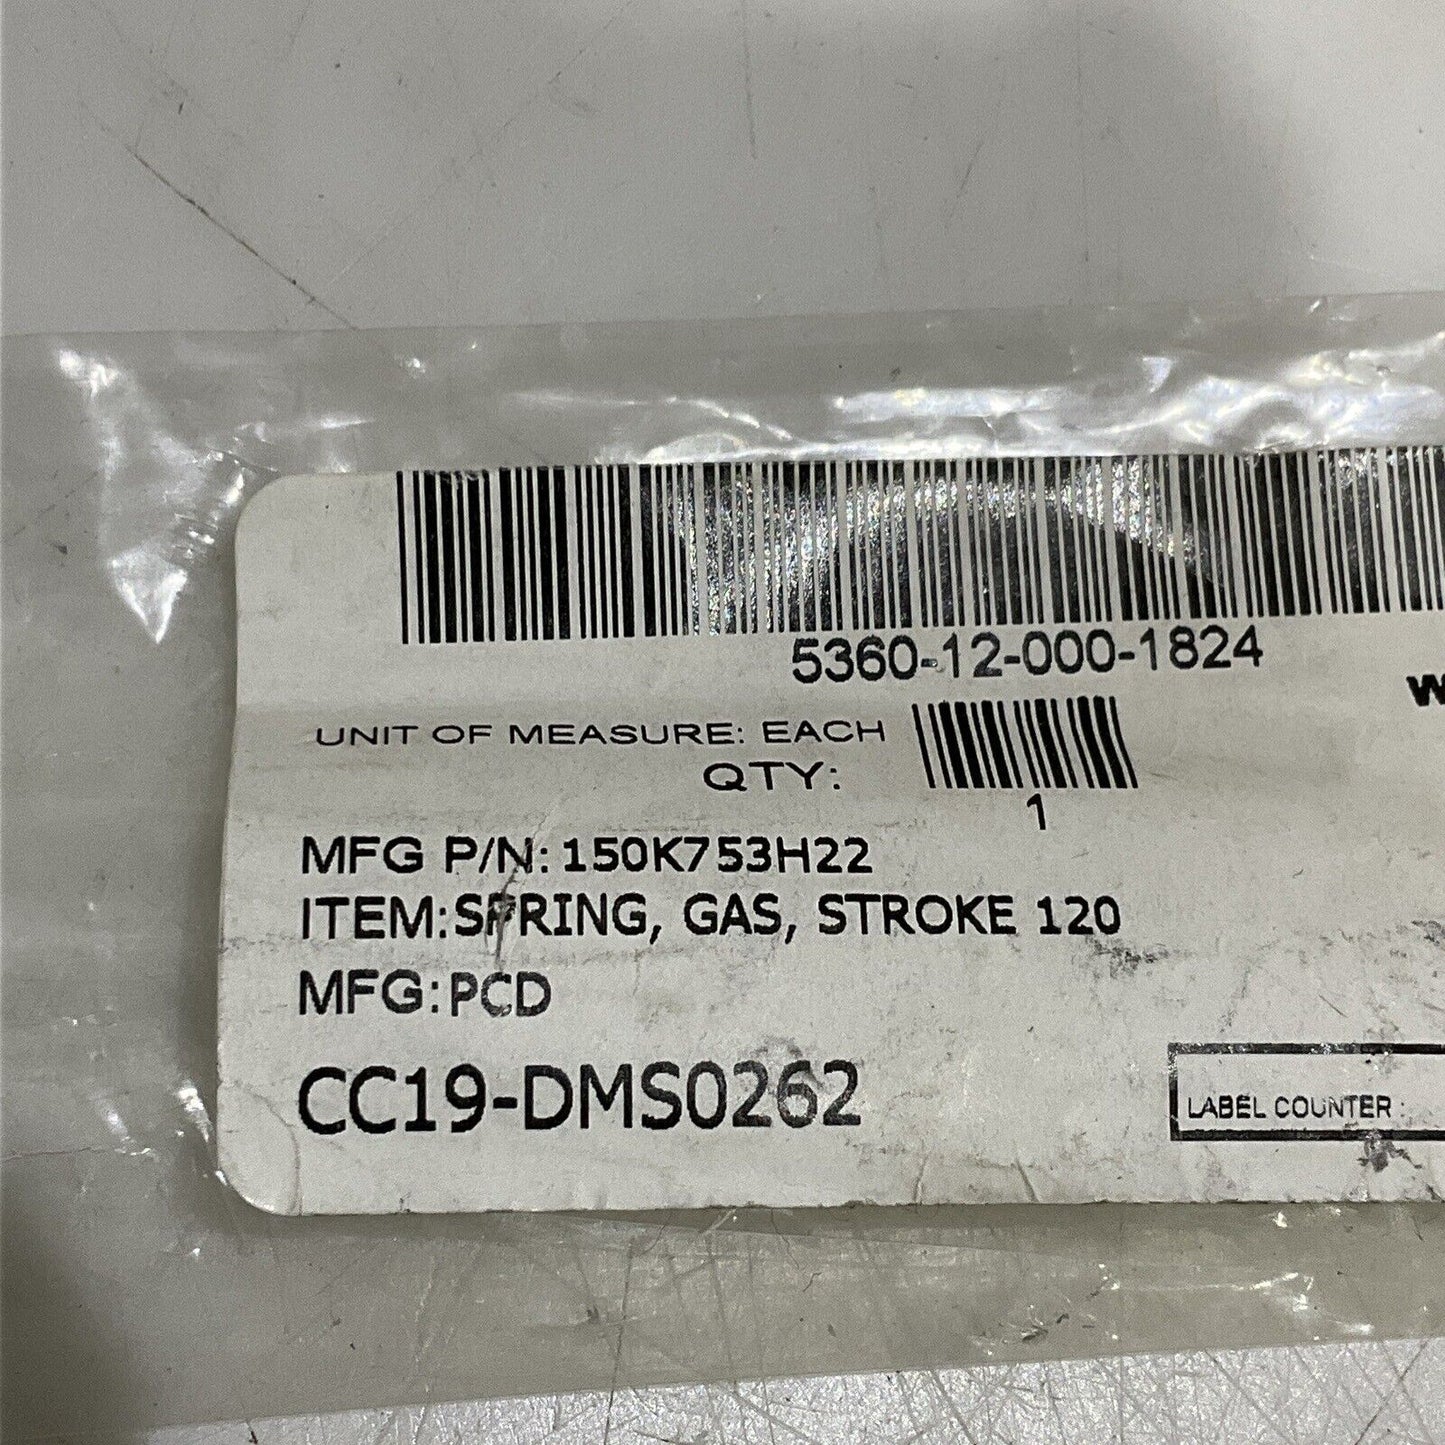 5360-12-000-1824
UNIT OF MEASURE: EACH
QTY:
1
MFG P/N: 150K753H22
ITEM: SPRING, GAS, STROKE 120
MFG: PCD
CC19-DMS0262
LABEL COUNTER :